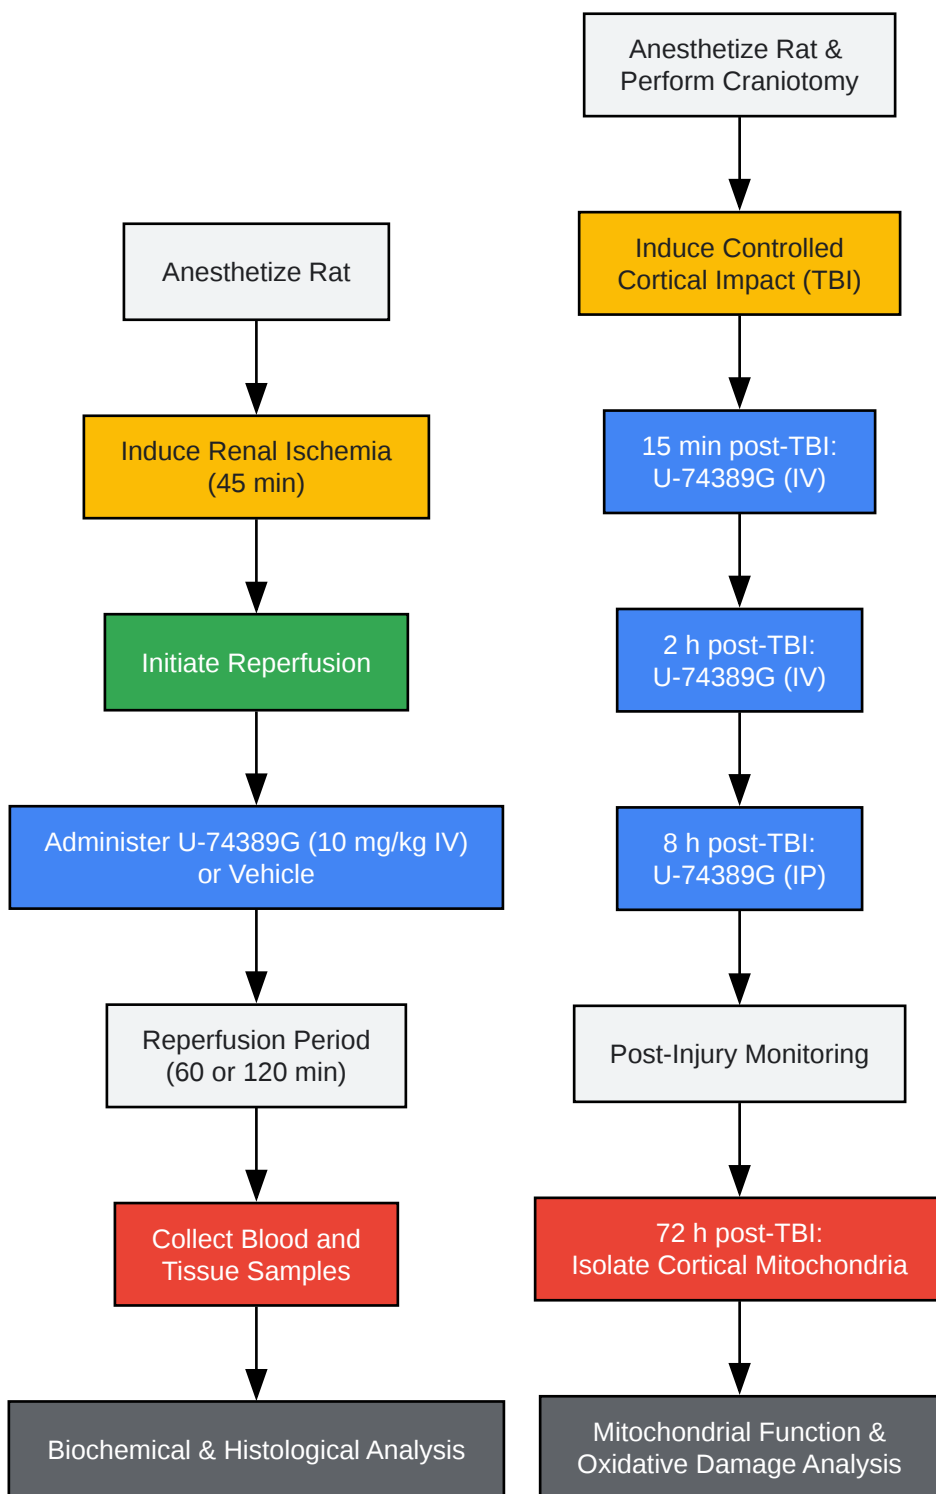 Anesthetize Rat
Induce Renal Ischemia
(45 min)
Initiate Reperfusion
Administer U-74389G (10 mg/kg IV)
or Vehicle
Reperfusion Period
(60 or 120 min)
Collect Blood and
Tissue Samples
Biochemical & Histological Analysis
Anesthetize Rat &
Perform Craniotomy
Induce Controlled
Cortical Impact (TBI)
15 min post-TBI:
U-74389G (IV)
2 h post-TBI:
U-74389G (IV)
8 h post-TBI:
U-74389G (IP)
Post-Injury Monitoring
72 h post-TBI:
Isolate Cortical Mitochondria
Mitochondrial Function &
Oxidative Damage Analysis